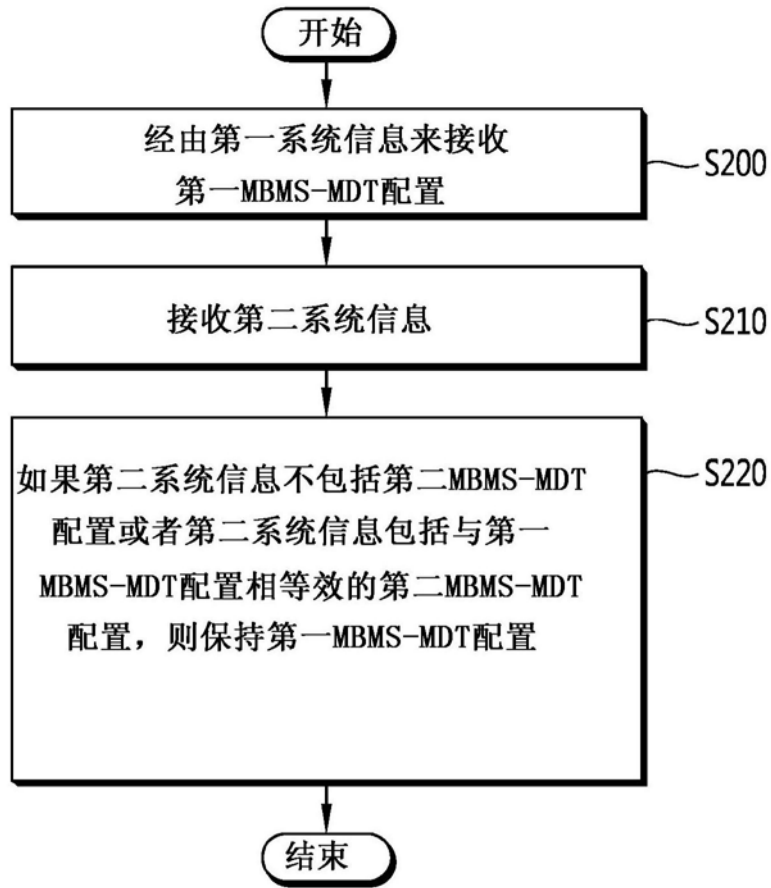 开始
经由第一系统信息来接收
第一MBMS-MDT配置
S200
接收第二系统信息
S210
如果第二系统信息不包括第二MBMS-MDT
配置或者第二系统信息包括与第一
MBMS-MDT配置相等效的第二MBMS-MDT
配置，则保持第一MBMS-MDT配置
S220
结束